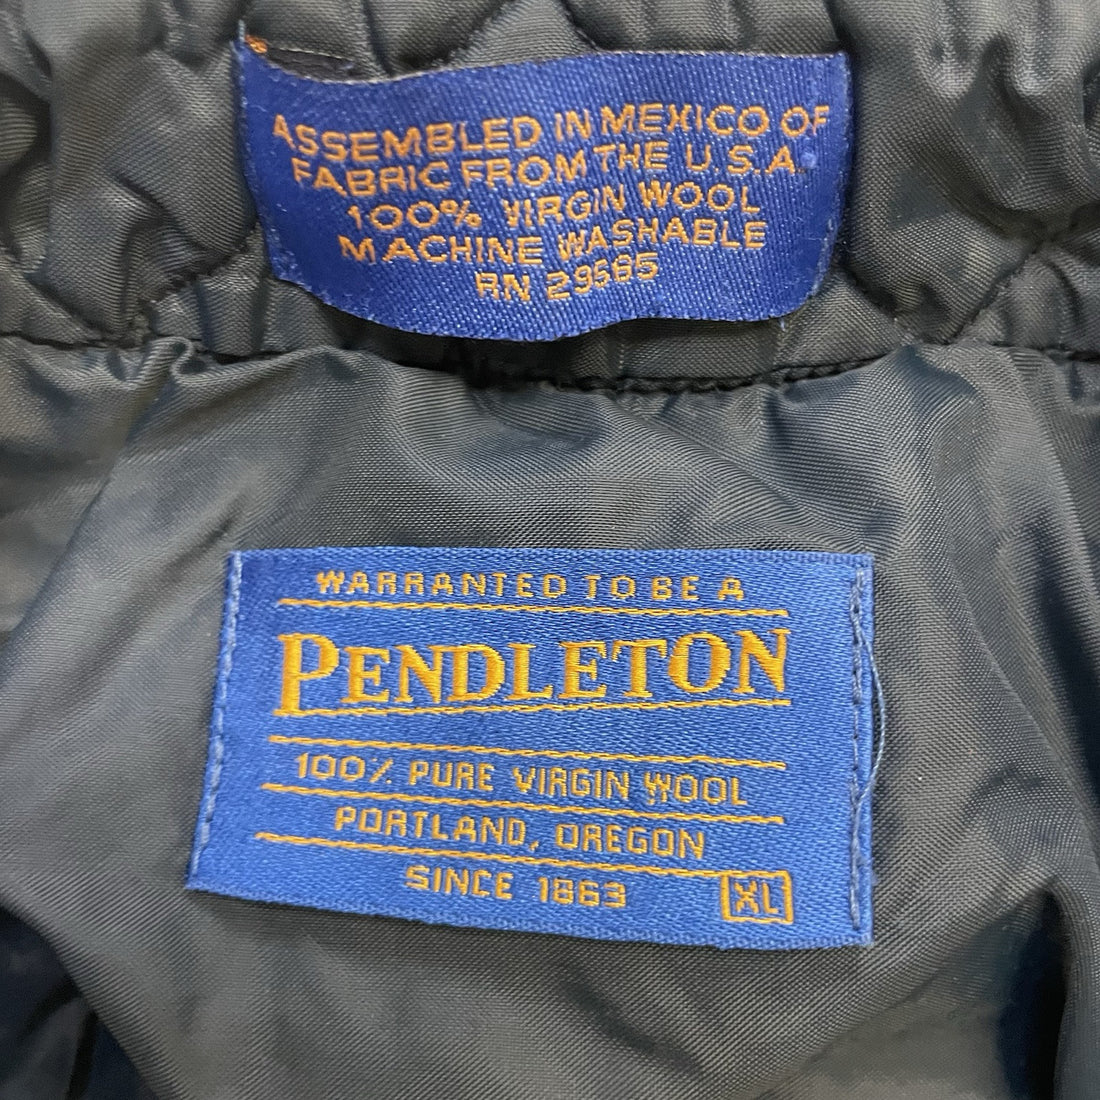 ASSEMBLED IN MEXICO OF
FABRIC FROM THE U.S.A.
100% VIRGIN WOOL
MACHINE WASHABLE
RN 29565
WARRANTED TO BE A
PENDLETON
100% PURE VIRGIN WOOL
PORTLAND, OREGON
SINCE 1863
XL